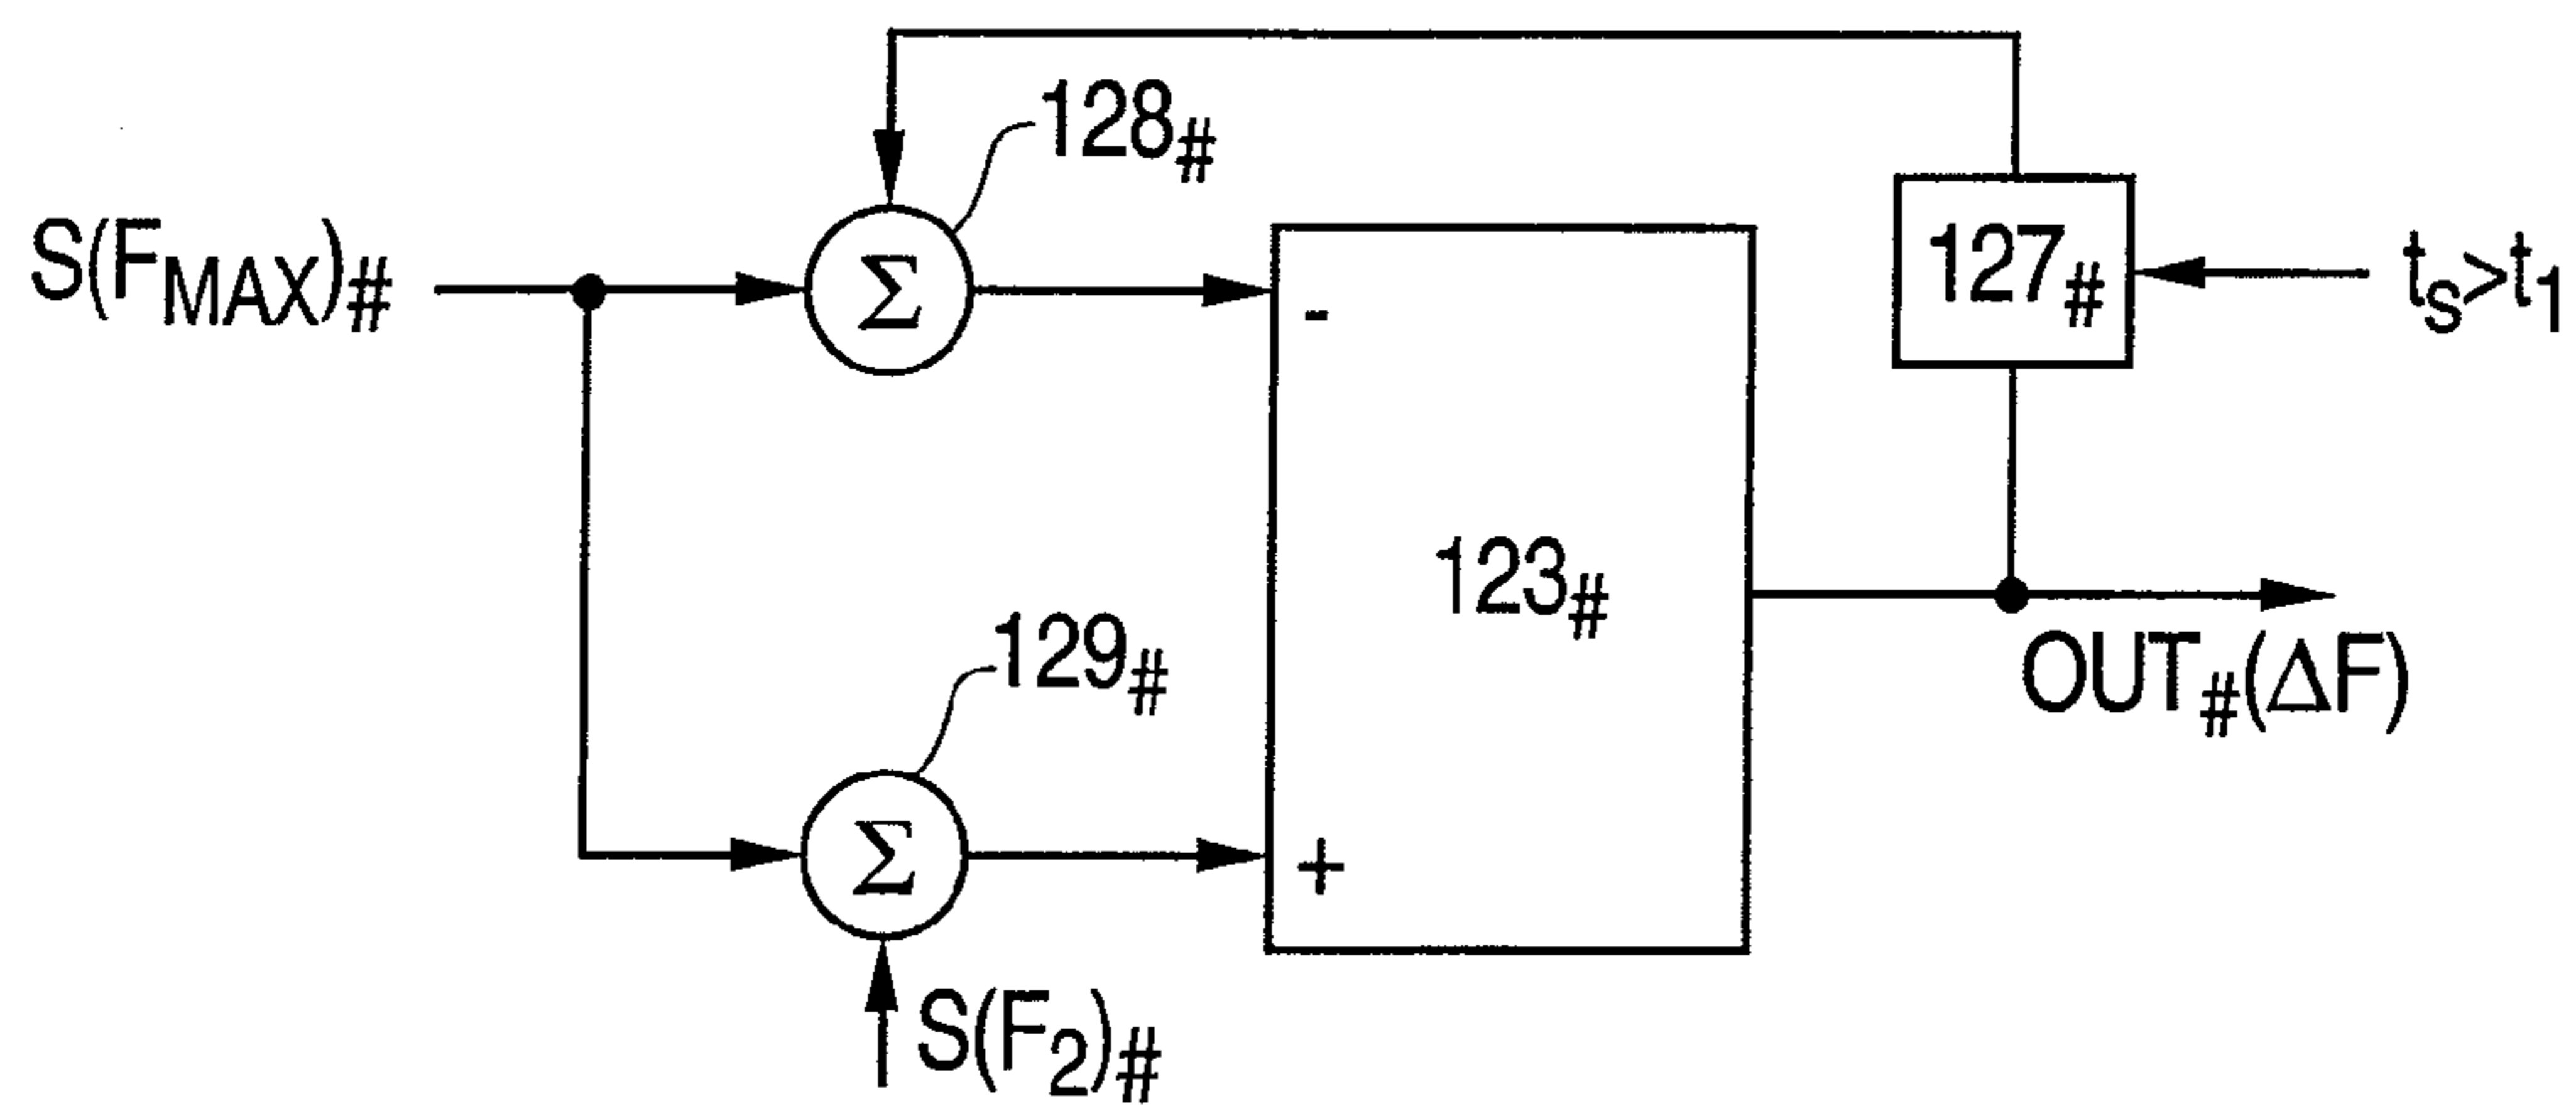 128#
S(FMAX)#
Σ
-
127#
ts>t1
123#
129#
OUT#(ΔF)
Σ
+
S(F2)#